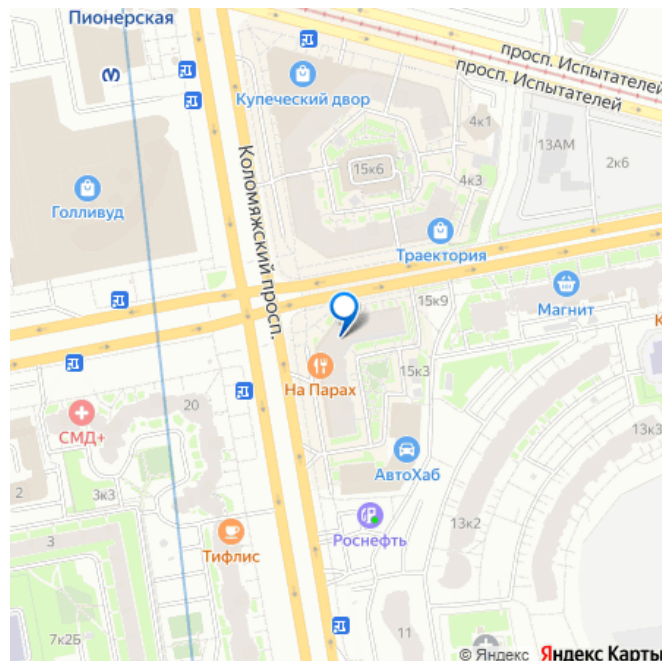 Пионерская
просп. Испытателей
просп. Испытателей
Купеческий двор
4к1
13АМ
2к6
15к6
4к3
Голливуд
Коломяжский просп.
Траектория
15к9
Магнит
К
На Парах
15к3
20
СМД+
13к3
АвтоХаб
2
3к3
Роснефть
13к2
3
Тифлис
7к2Б
11
© Яндекс Яндекс Карты